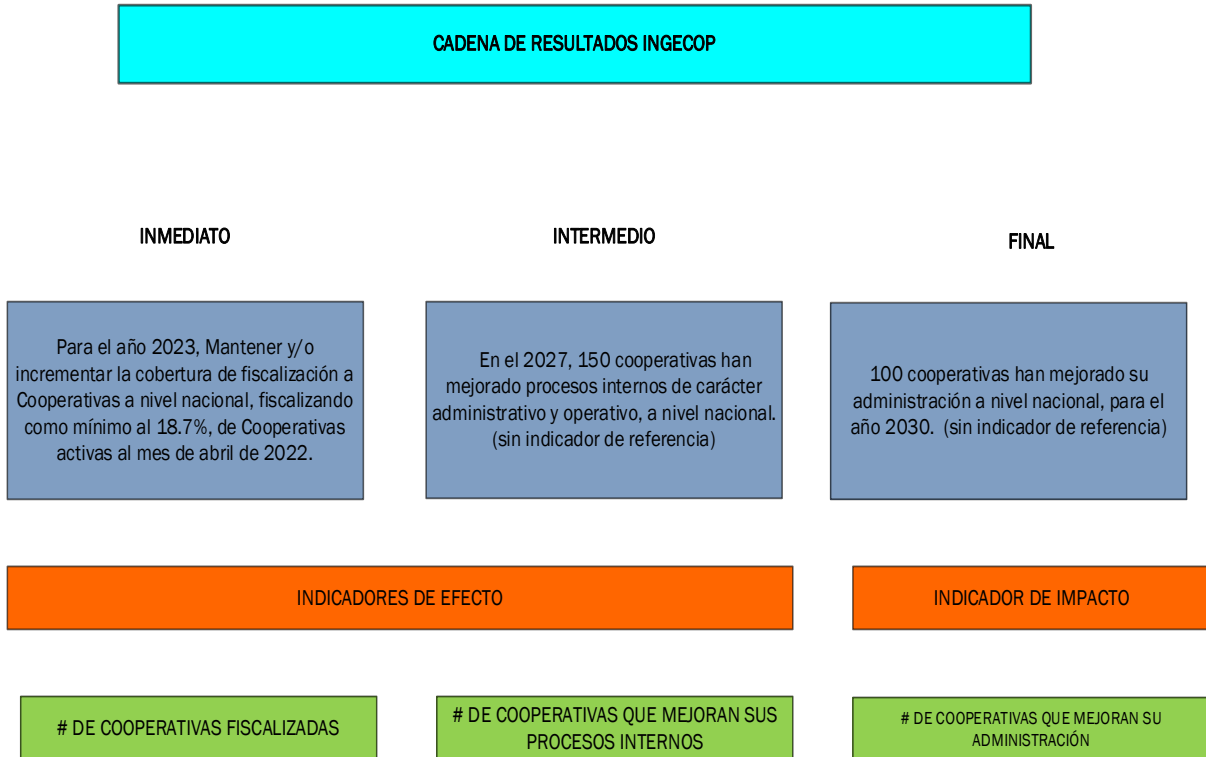 CADENA DE RESULTADOS INGECOP
INMEDIATO
INTERMEDIO
FINAL
Para el año 2023, Mantener y/o
incrementar la cobertura de fiscalización a
Cooperativas a nivel nacional, fiscalizando
como mínimo al 18.7%, de Cooperativas
activas al mes de abril de 2022.
En el 2027, 150 cooperativas han
mejorado procesos internos de carácter
administrativo y operativo, a nivel nacional.
(sin indicador de referencia)
100 cooperativas han mejorado su
administración a nivel nacional, para el
año 2030. (sin indicador de referencia)
INDICADORES DE EFECTO
INDICADOR DE IMPACTO
# DE COOPERATIVAS FISCALIZADAS
# DE COOPERATIVAS QUE MEJORAN SUS
PROCESOS INTERNOS
# DE COOPERATIVAS QUE MEJORAN SU
ADMINISTRACIÓN